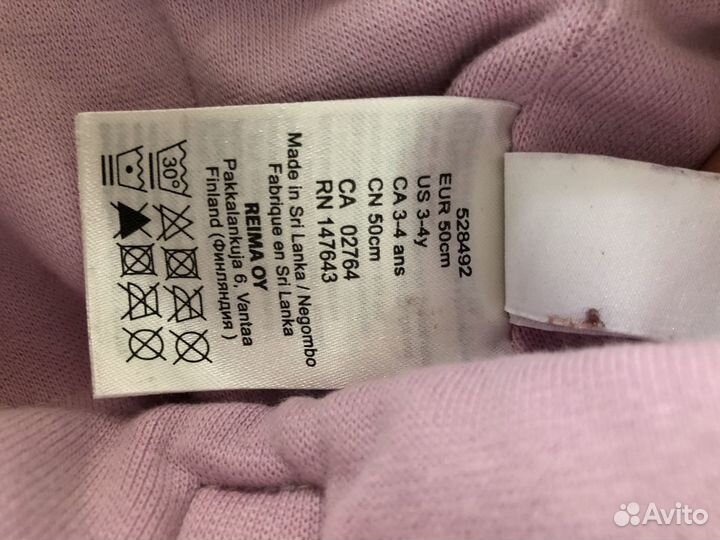 528492
EUR 50cm
US 3-4y
CA 3-4 ans
CN 50cm
CA 02764
RN 147643
Made in Sri Lanka / Negombo
Fabrique en Sri Lanka
REIMA OY
Pakkalankuja 6, Vantaa
Finland (Финляндия)
30°
Avito